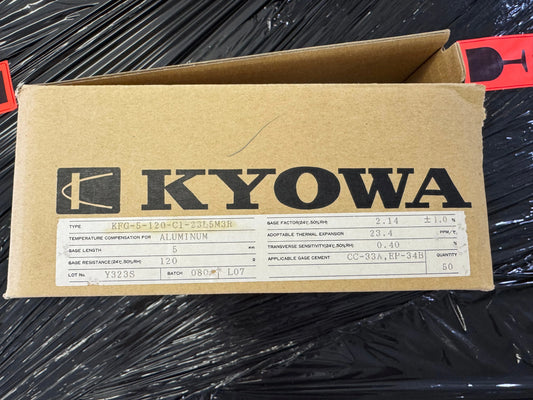 KYOWA
TYPE KFG-5-120-C1-23L5M3R
TEMPERATURE COMPENSATION FOR ALUMINUM
GAGE LENGTH 5 mm
GAGE RESISTANCE(24℃,50%RH) 120 Ω
LOT No. Y323S BATCH 080 L07
GAGE FACTOR(24℃,50%RH) 2.14 ±1.0 %
ADOPTABLE THERMAL EXPANSION 23.4 PPM/℃
TRANSVERSE SENSITIVITY(24℃,50%RH) 0.40 %
APPLICABLE GAGE CEMENT CC-33A,EP-34B
QUANTITY 50